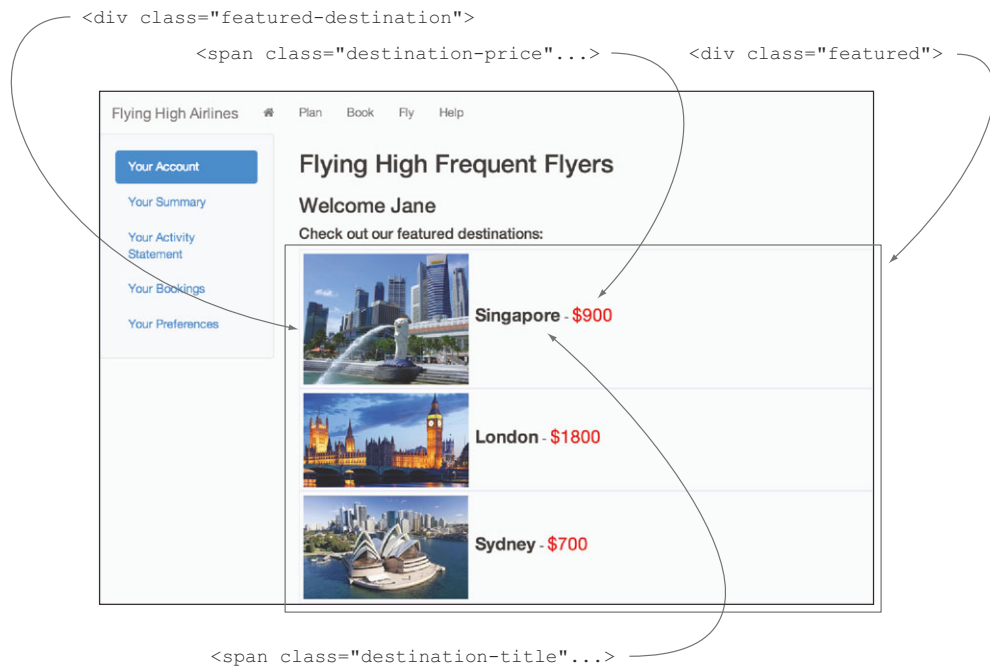 <div class="featured-destination">
<span class="destination-price"...>
<div class="featured">
Flying High Airlines Plan Book Fly Help
Your Account
Your Summary
Your Activity
Statement
Your Bookings
Your Preferences
Flying High Frequent Flyers
Welcome Jane
Check out our featured destinations:
Singapore - $900
London - $1800
Sydney - $700
<span class="destination-title"...>